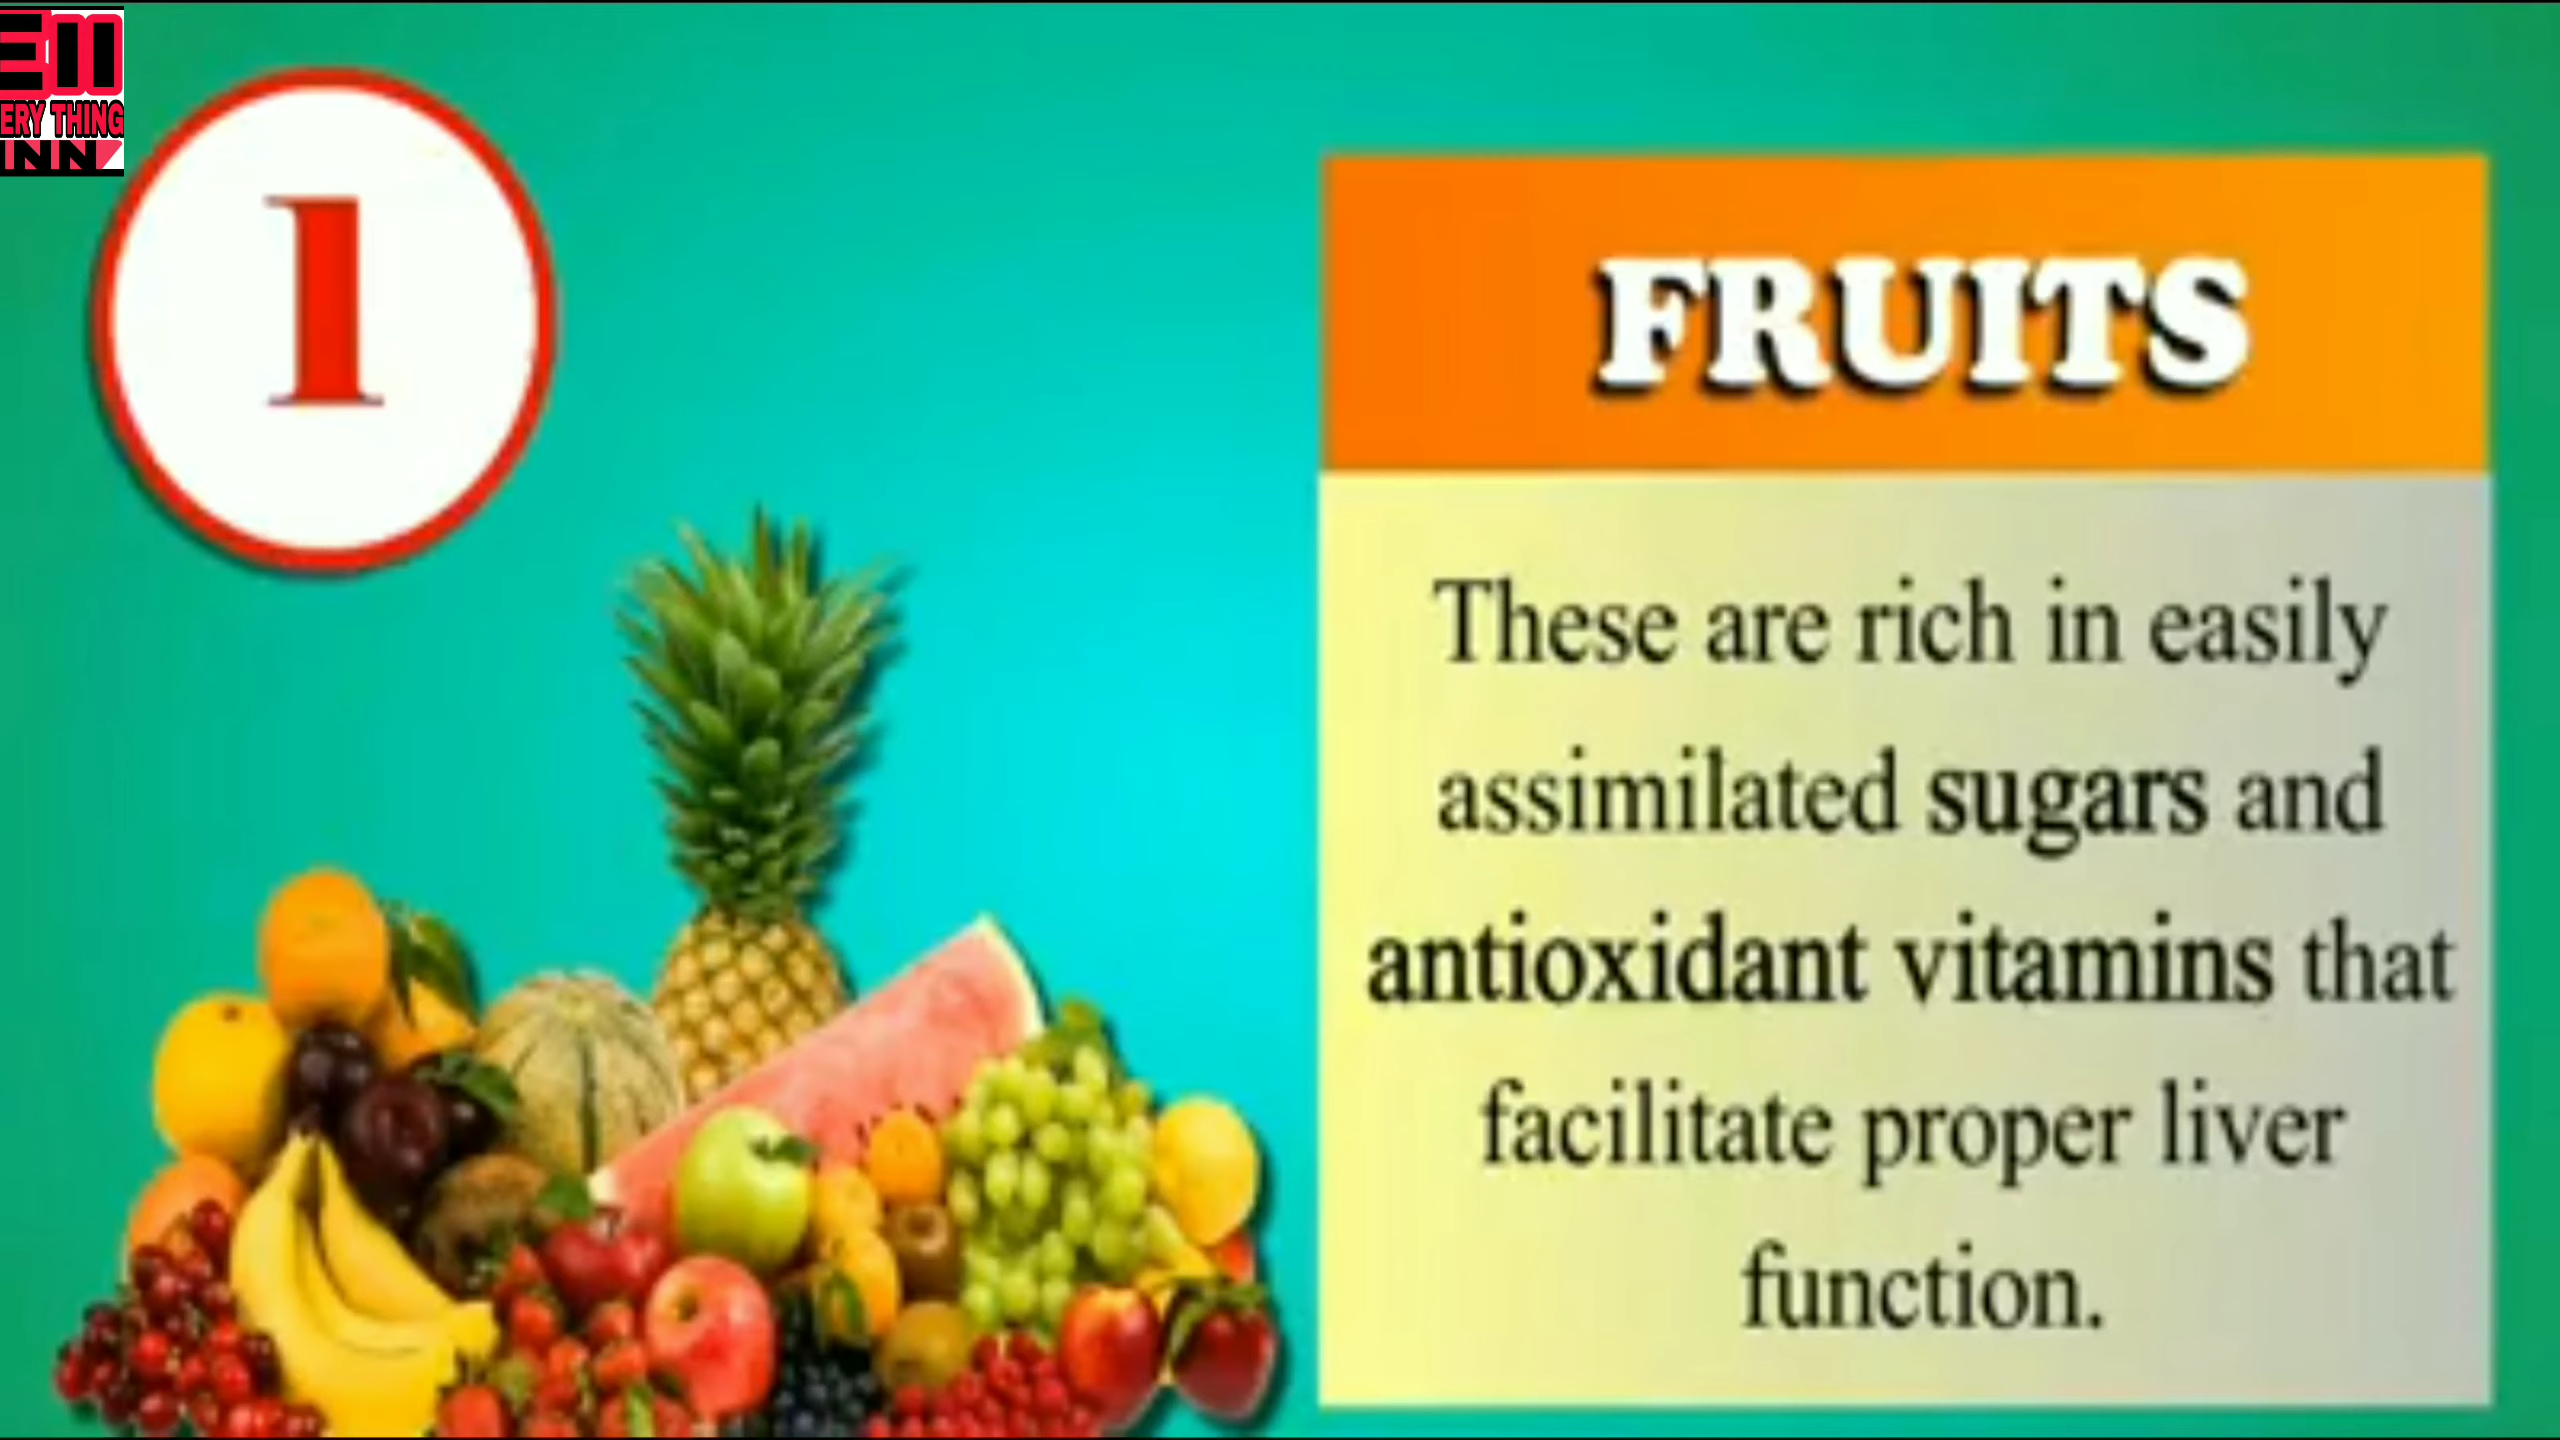 ERY THING
INN
1
FRUITS
These are rich in easily
assimilated sugars and
antioxidant vitamins that
facilitate proper liver
function.